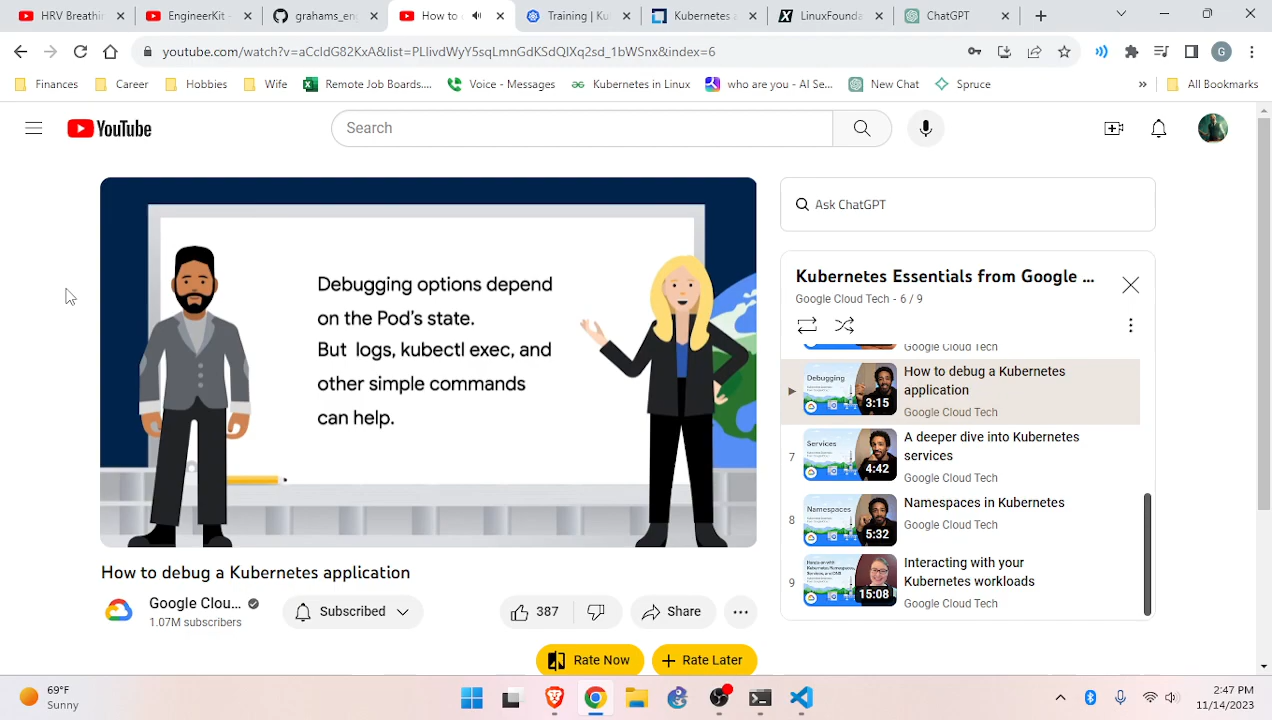 HRV Breathi
EngineerKit -
grahams_en
How to
Training | Ku
Kubernetes a
LinuxFounda
ChatGPT
youtube.com/watch?v=aCcIdG82KxA&list=PLIivdWyY5sqLmnGdKSdQIXq2sd_1bWSnx&index=6
Finances
Career
Hobbies
Wife
Remote Job Boards....
Voice - Messages
Kubernetes in Linux
who are you - AI Se...
New Chat
Spruce
»
All Bookmarks
YouTube
Search
Debugging options depend
on the Pod's state.
But logs, kubectl exec, and
other simple commands
can help.
How to debug a Kubernetes application
Google Clou...
1.07M subscribers
Subscribed
387
Share
Rate Now
Rate Later
Ask ChatGPT
Kubernetes Essentials from Google ...
Google Cloud Tech - 6 / 9
Google Cloud Tech
Debugging
3:15
How to debug a Kubernetes
application
Google Cloud Tech
7
Services
4:42
A deeper dive into Kubernetes
services
Google Cloud Tech
8
Namespaces
5:32
Namespaces in Kubernetes
Google Cloud Tech
9
15:08
Interacting with your
Kubernetes workloads
Google Cloud Tech
69°F
Sunny
2:47 PM
11/14/2023